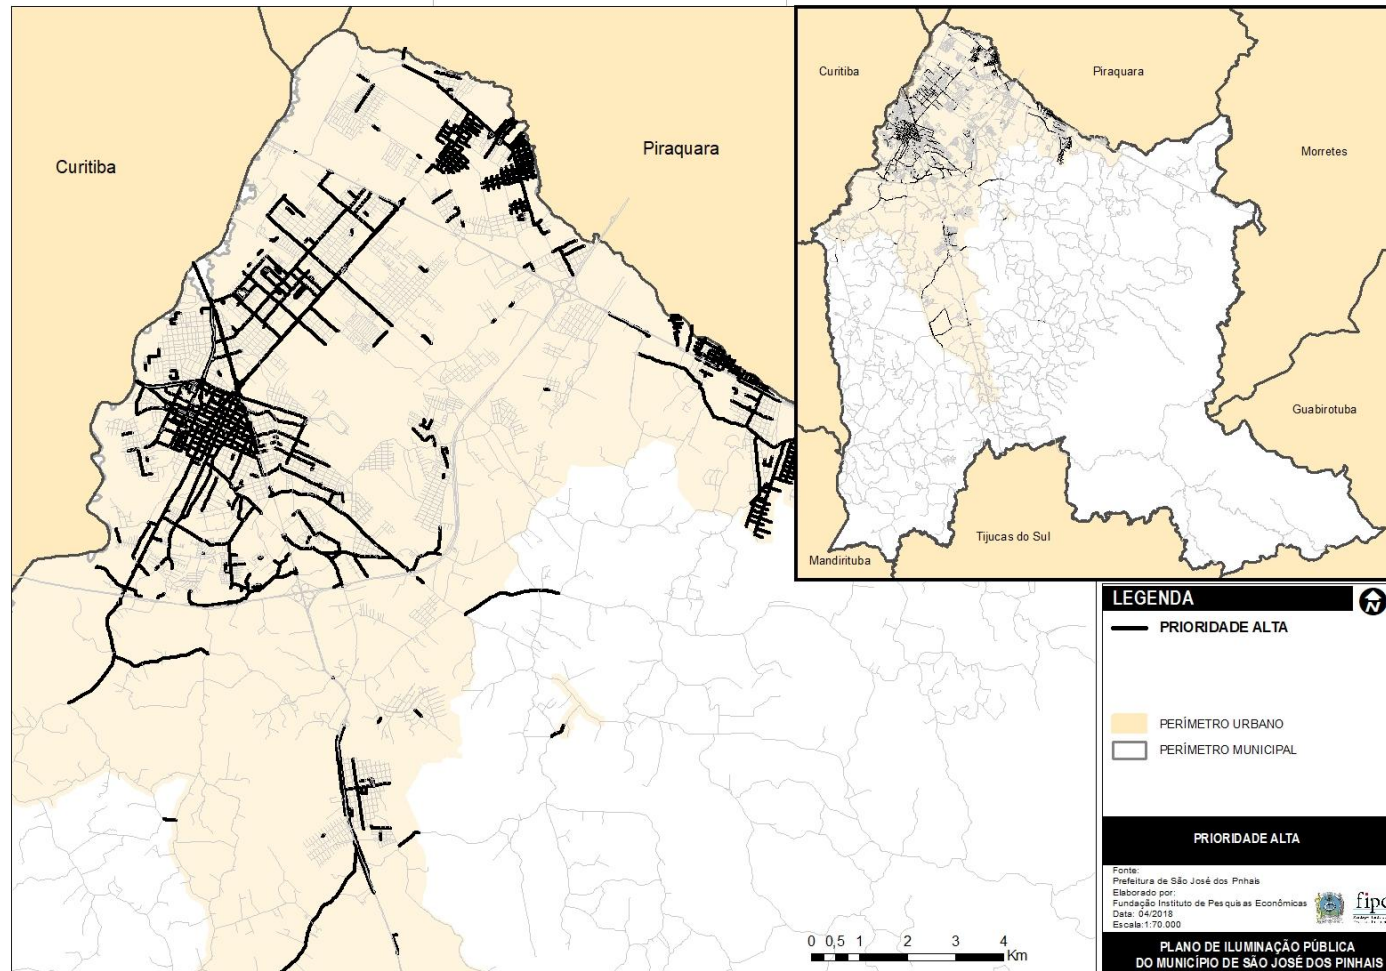 Curitiba
Piraquara
Curitiba
Piraquara
Morretes
Guabirotuba
Tijucas do Sul
Mandirituba
LEGENDA
N
PRIORIDADE ALTA
PERÍMETRO URBANO
PERÍMETRO MUNICIPAL
PRIORIDADE ALTA
Fonte:
Prefeitura de São José dos Pnhais
Elaborado por:
Fundação Instituto de Pesquisas Econômicas
Data: 04/2018
Escala:1:70.000
fipe
PLANO DE ILUMINAÇÃO PÚBLICA
DO MUNICÍPIO DE SÃO JOSÉ DOS PINHAIS
0 0,5 1 2 3 4
Km